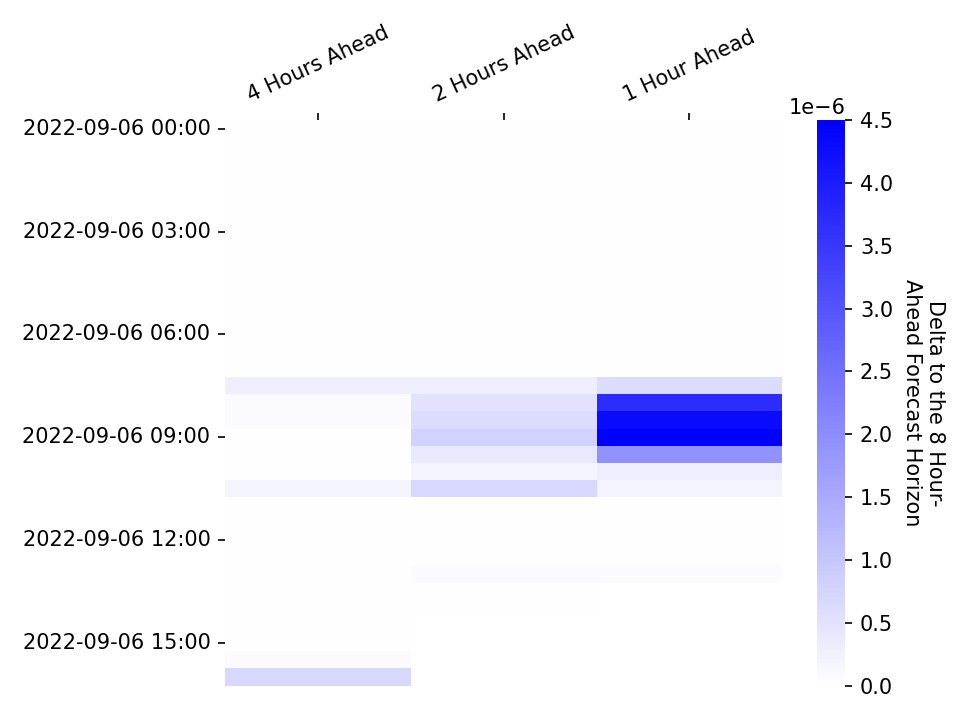 4 Hours Ahead
2 Hours Ahead
1 Hour Ahead
1e−6
2022-09-06 00:00
2022-09-06 03:00
2022-09-06 06:00
2022-09-06 09:00
2022-09-06 12:00
2022-09-06 15:00
4.5
4.0
3.5
3.0
2.5
2.0
1.5
1.0
0.5
0.0
Delta to the 8 Hour-
Ahead Forecast Horizon